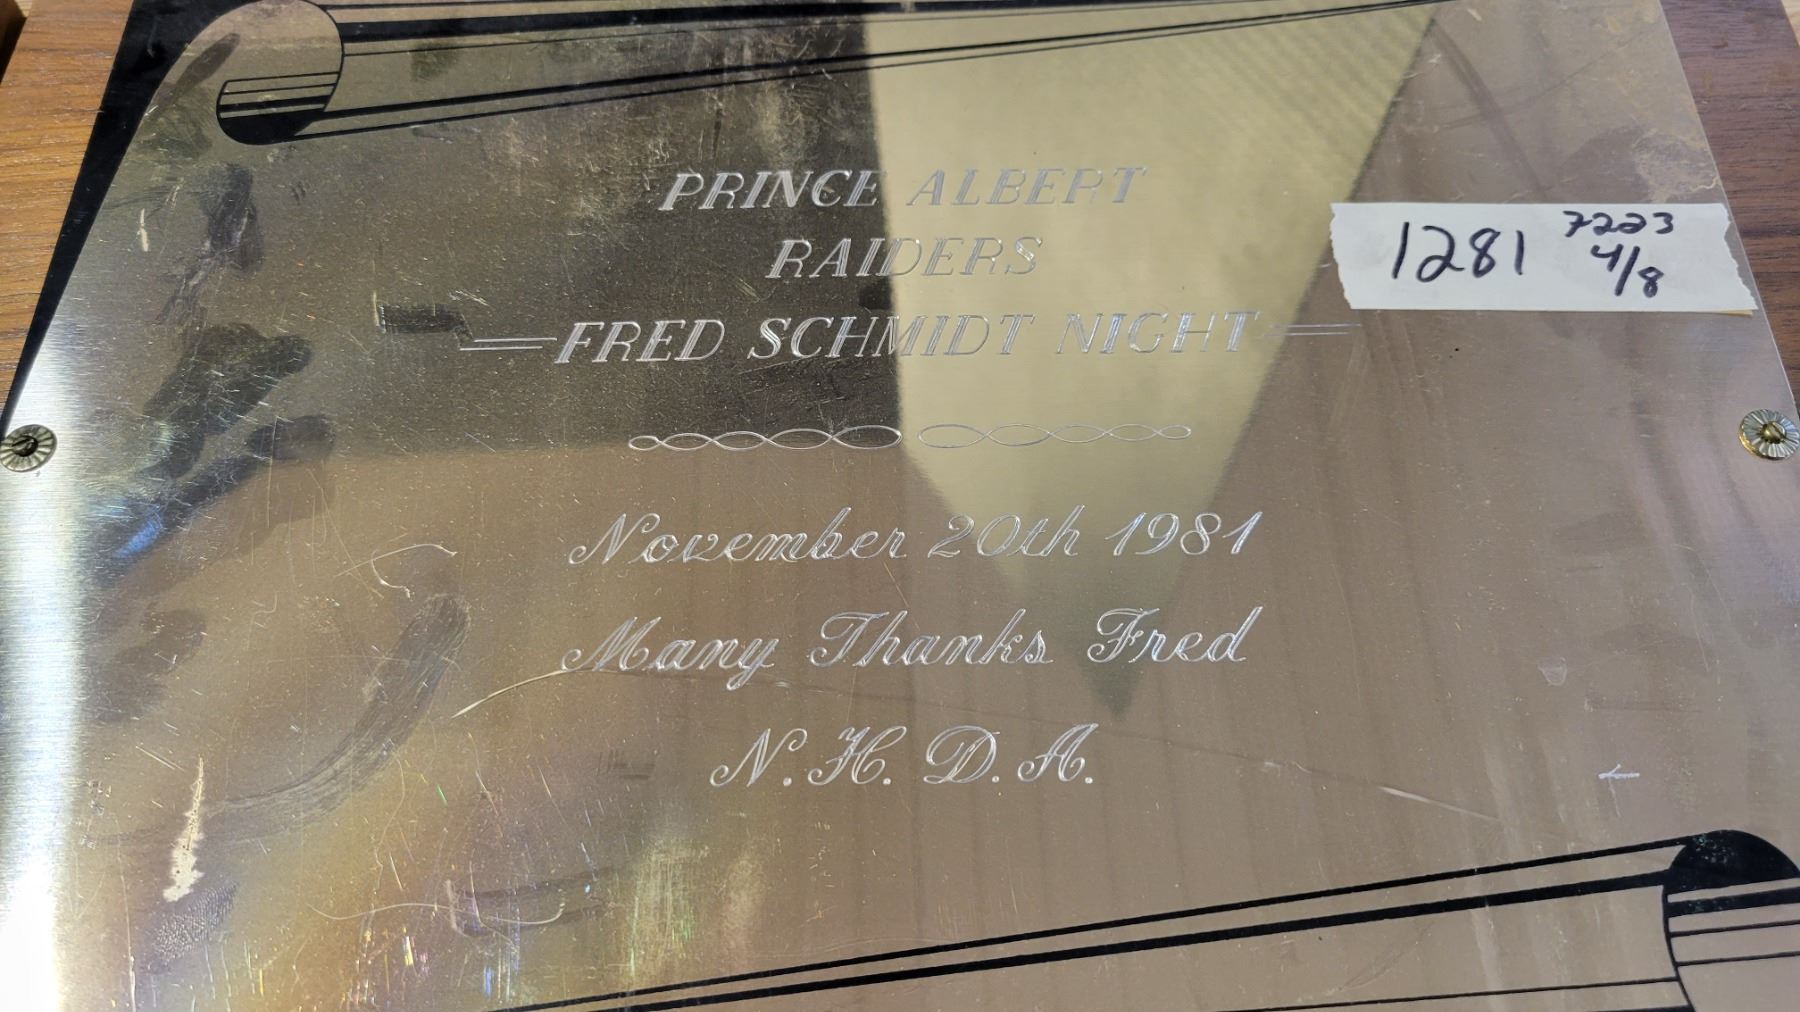 PRINCE ALBERT
RAIDERS
FRED SCHMIDT NIGHT
1281 7223
4/8
November 20th 1981
Many Thanks Fred
N. H. D. A.